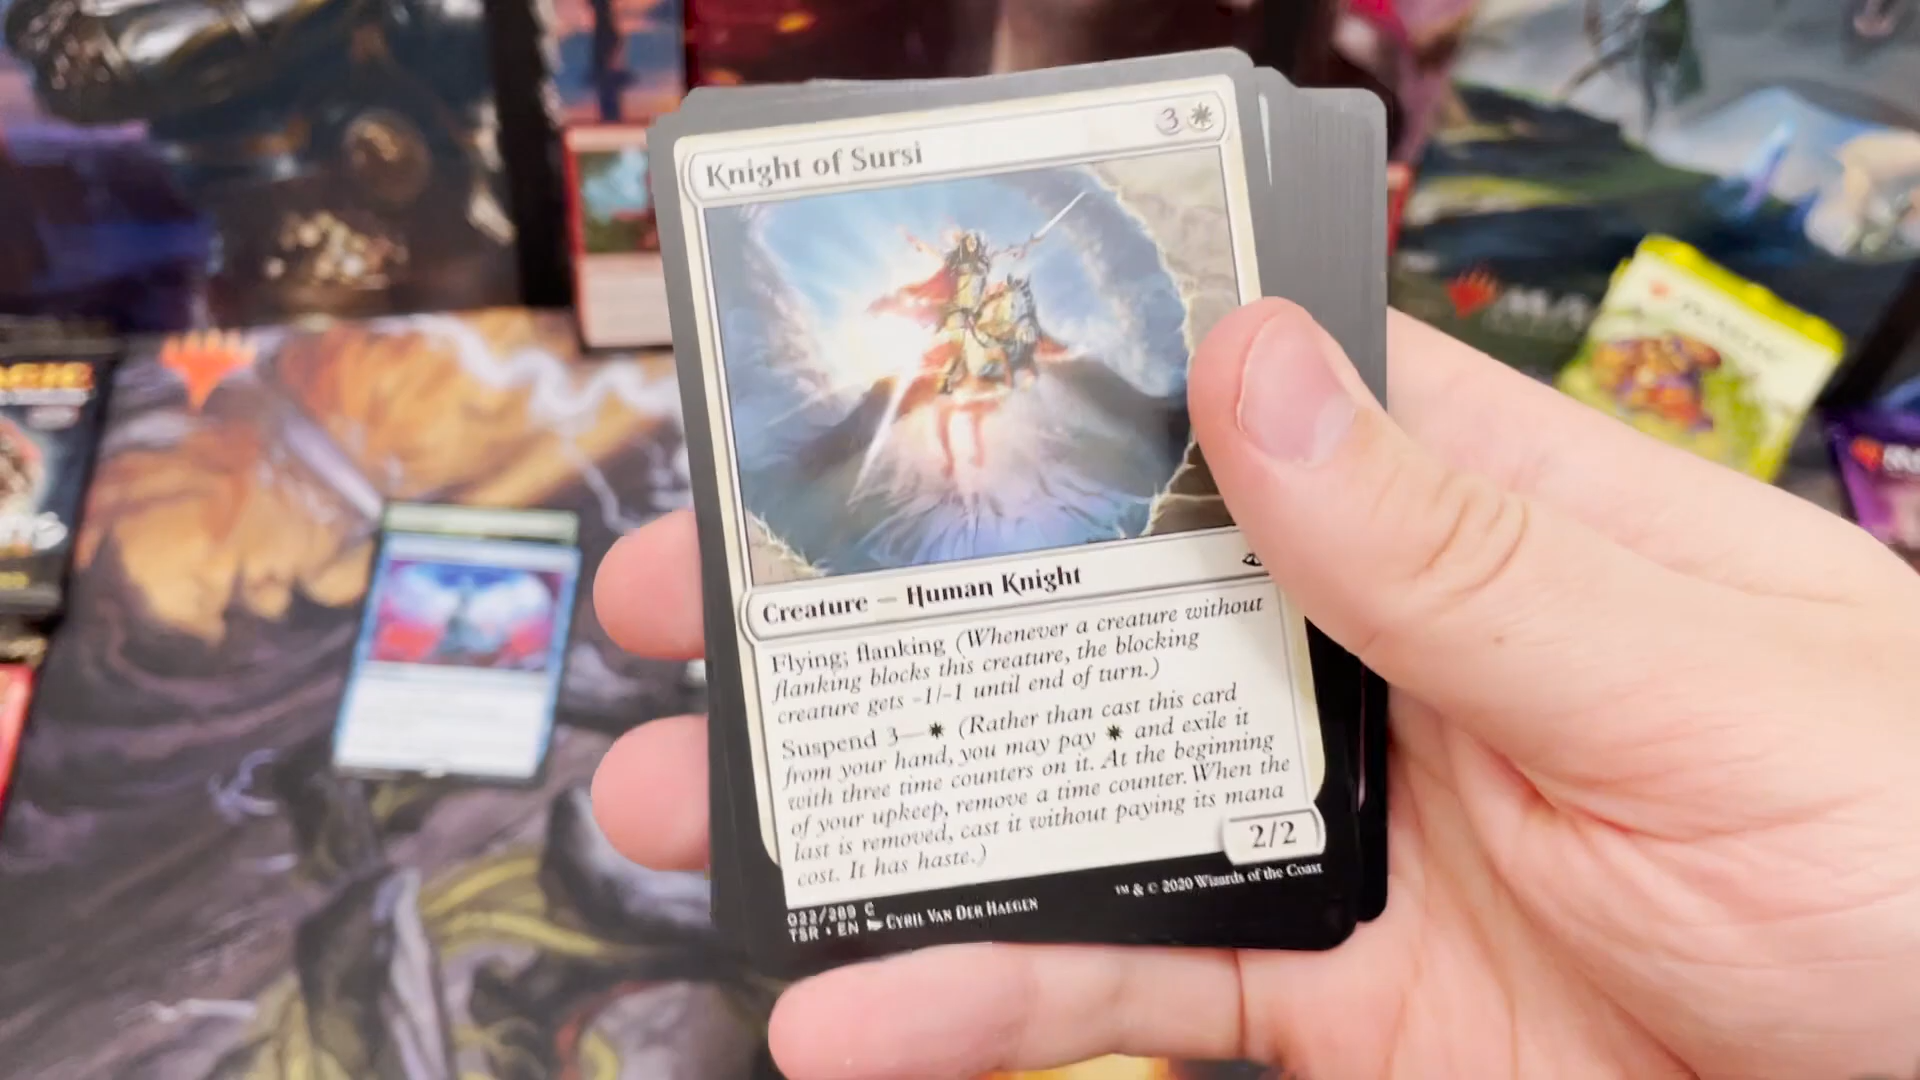 Knight of Sursi
3
Creature — Human Knight
Flying; flanking (Whenever a creature without
flanking blocks this creature, the blocking
creature gets -1/-1 until end of turn.)
Suspend 3— (Rather than cast this card
from your hand, you may pay and exile it
with three time counters on it. At the beginning
of your upkeep, remove a time counter. When the
last is removed, cast it without paying its mana
cost. It has haste.)
2/2
022/289 C
TSR • EN CYRIL VAN DER HAEGEN
™ & © 2020 Wizards of the Coast